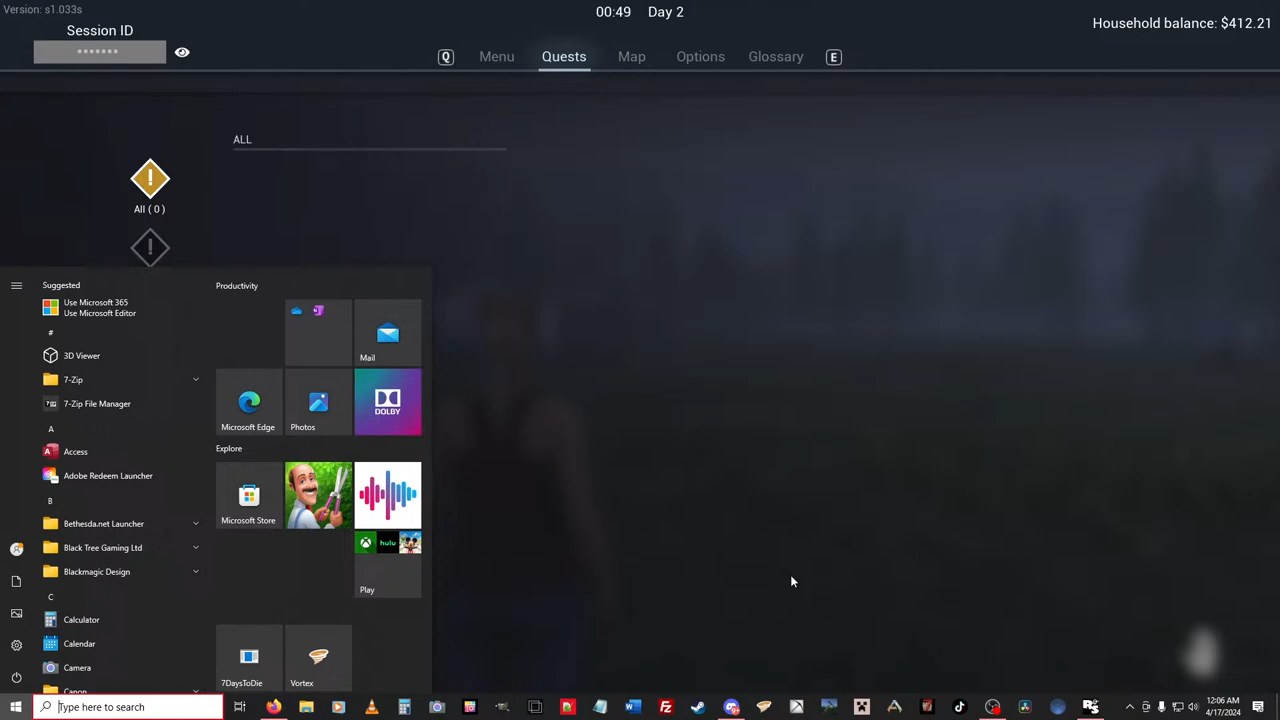 Version: s1.033s
Session ID
•••••••
00:49 Day 2
Household balance: $412.21
Q Menu Quests Map Options Glossary E
ALL
All ( 0 )
Suggested
Use Microsoft 365
Use Microsoft Editor
#
3D Viewer
7-Zip
7-Zip File Manager
A
Access
Adobe Redeem Launcher
B
Bethesda.net Launcher
Black Tree Gaming Ltd
Blackmagic Design
C
Calculator
Calendar
Camera
Canon
Productivity
Mail
Microsoft Edge
Photos
DOLBY
Explore
Microsoft Store
hulu
Play
7DaysToDie
Vortex
Type here to search
12:06 AM
4/17/2024